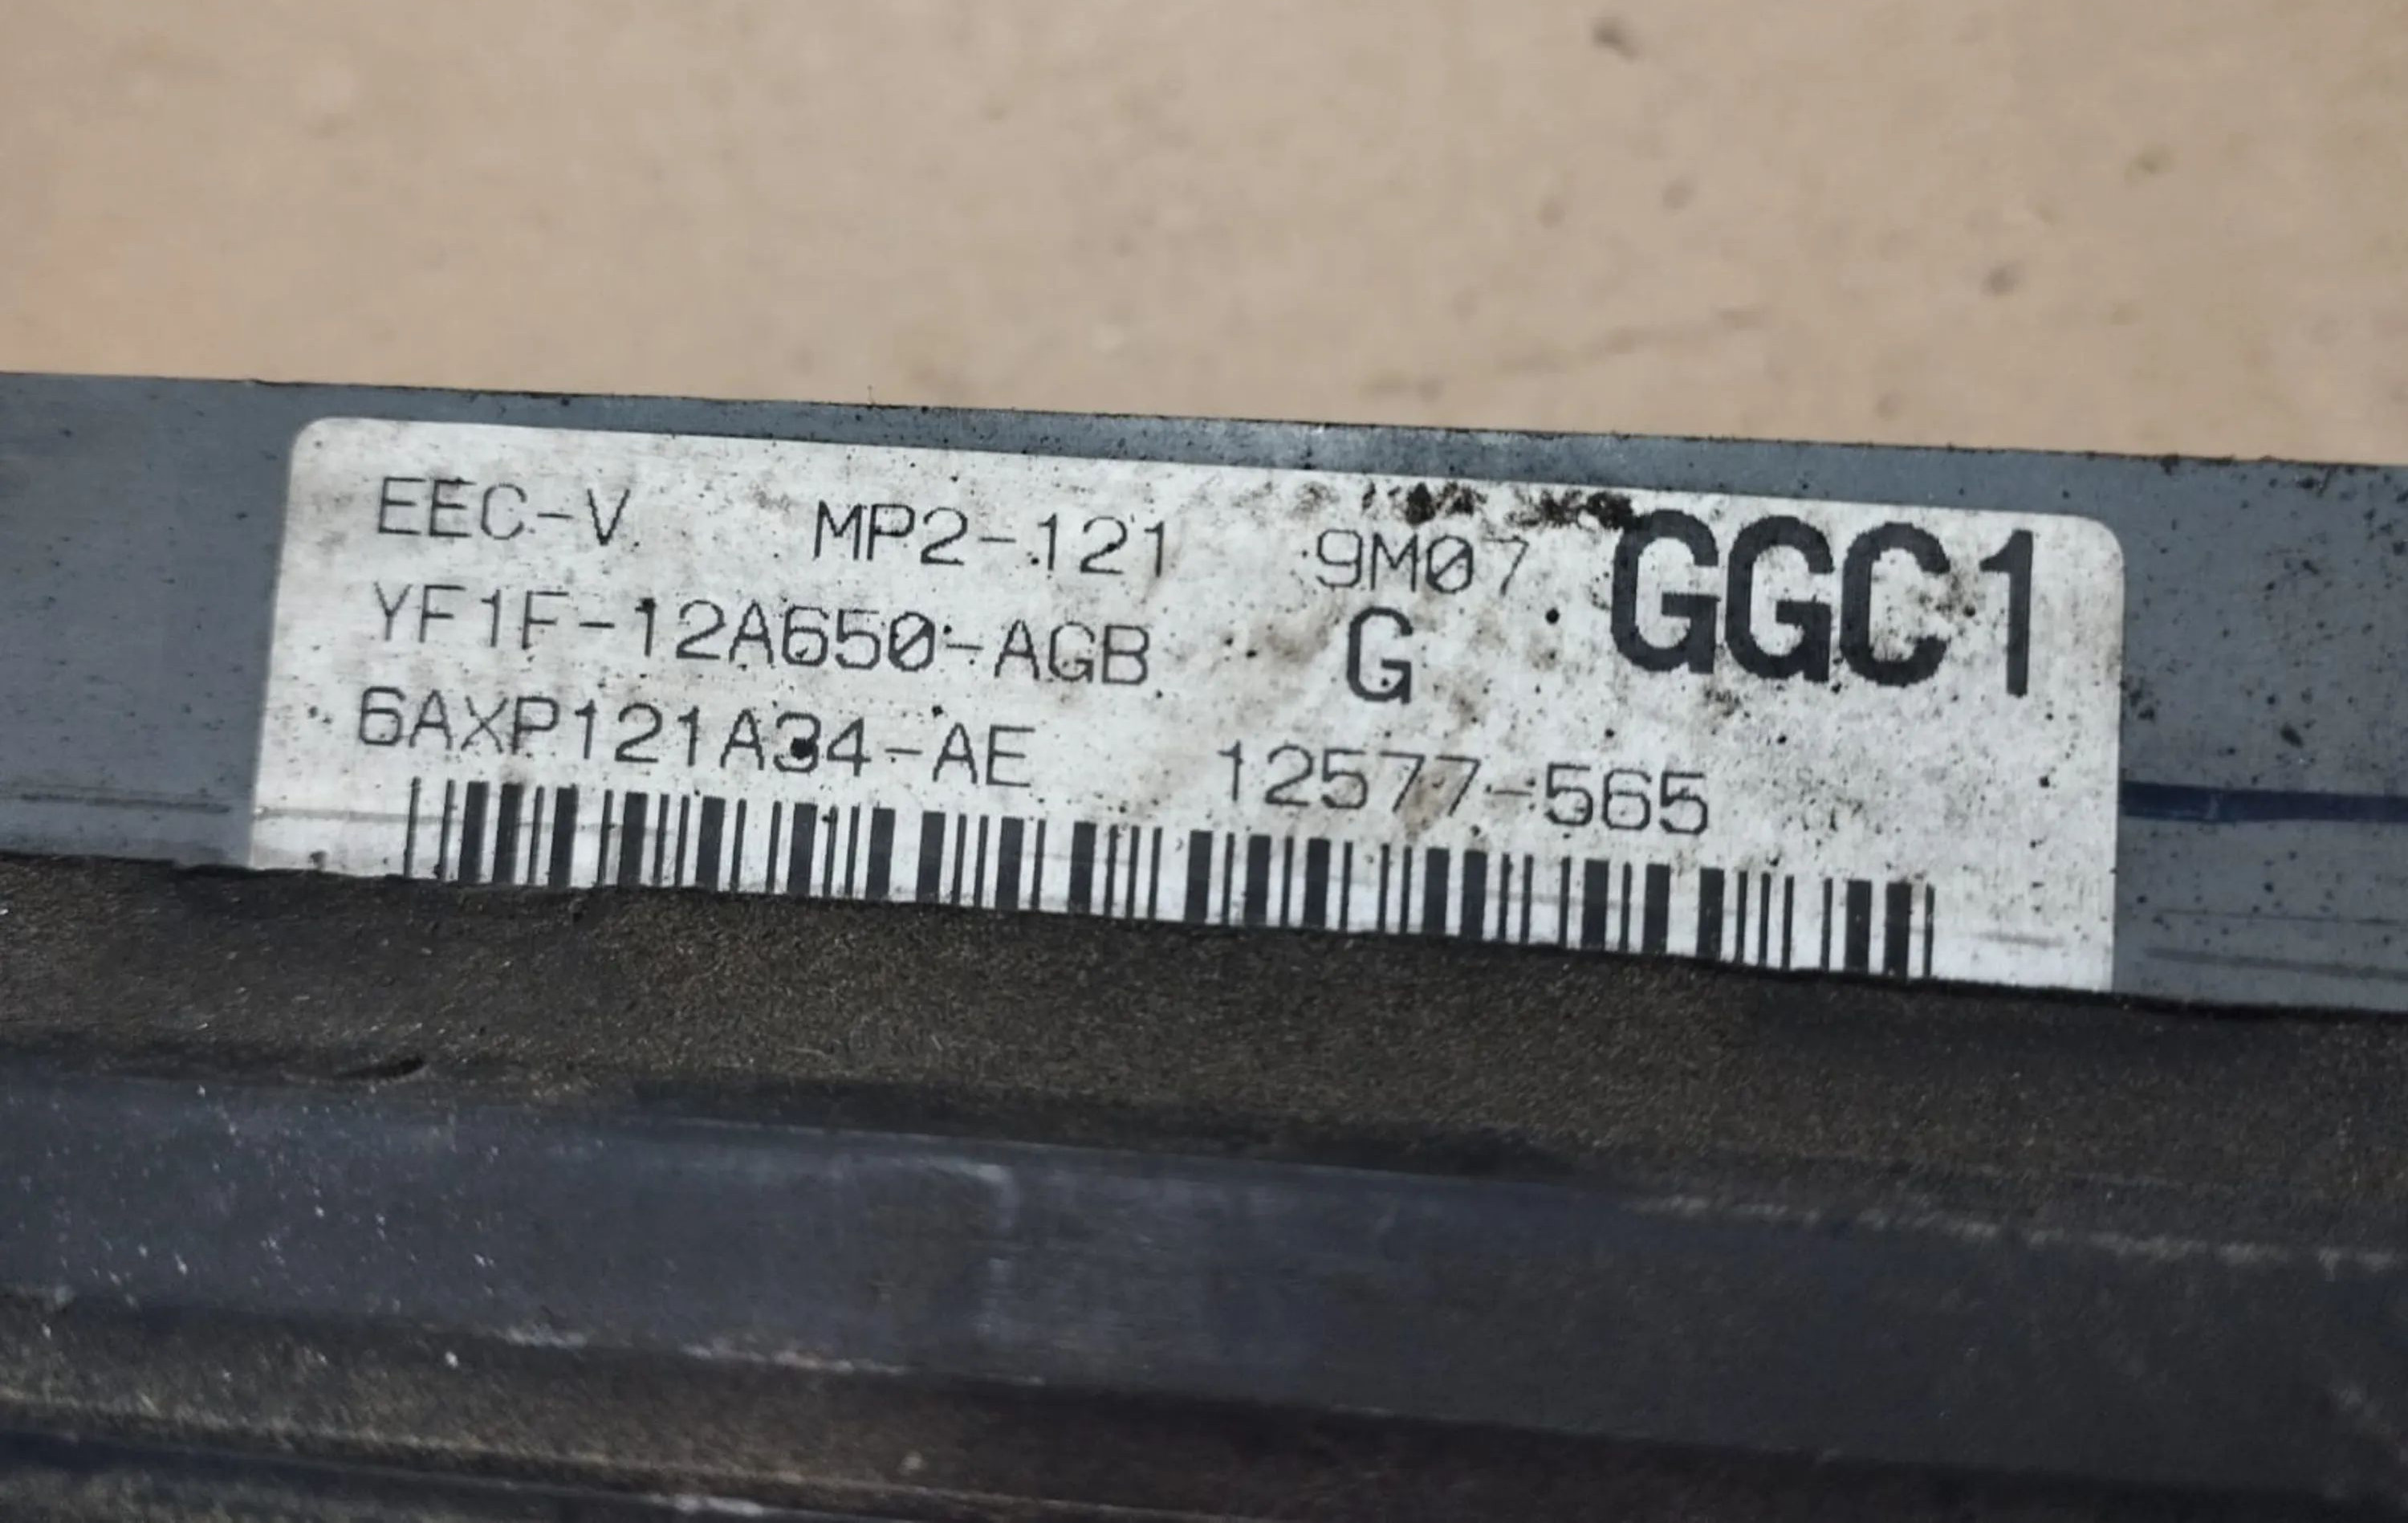 EEC-V MP2-121 9M07 GGC1
YF1F-12A650-AGB G
6AXP121A34-AE 12577-565